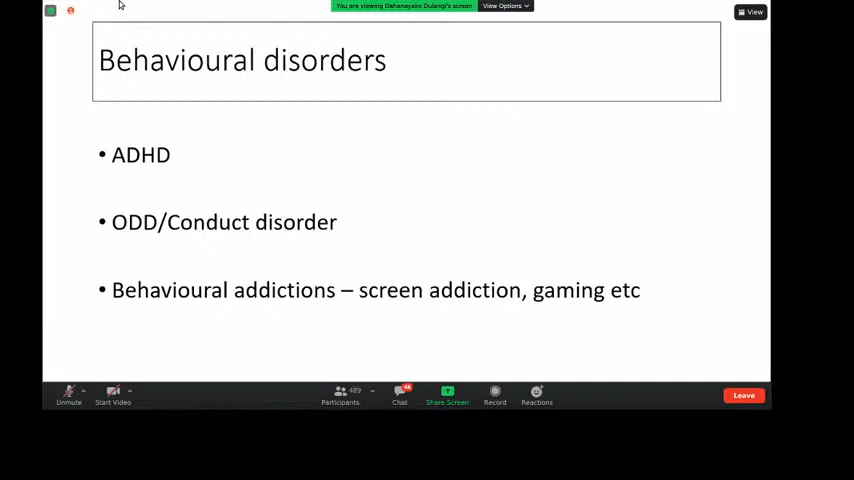 You are viewing Dahanayake Dulangi's screen
View Options
View
Behavioural disorders
• ADHD
• ODD/Conduct disorder
• Behavioural addictions – screen addiction, gaming etc
Unmute
Start Video
489
Participants
Chat
Share Screen
Record
Reactions
Leave